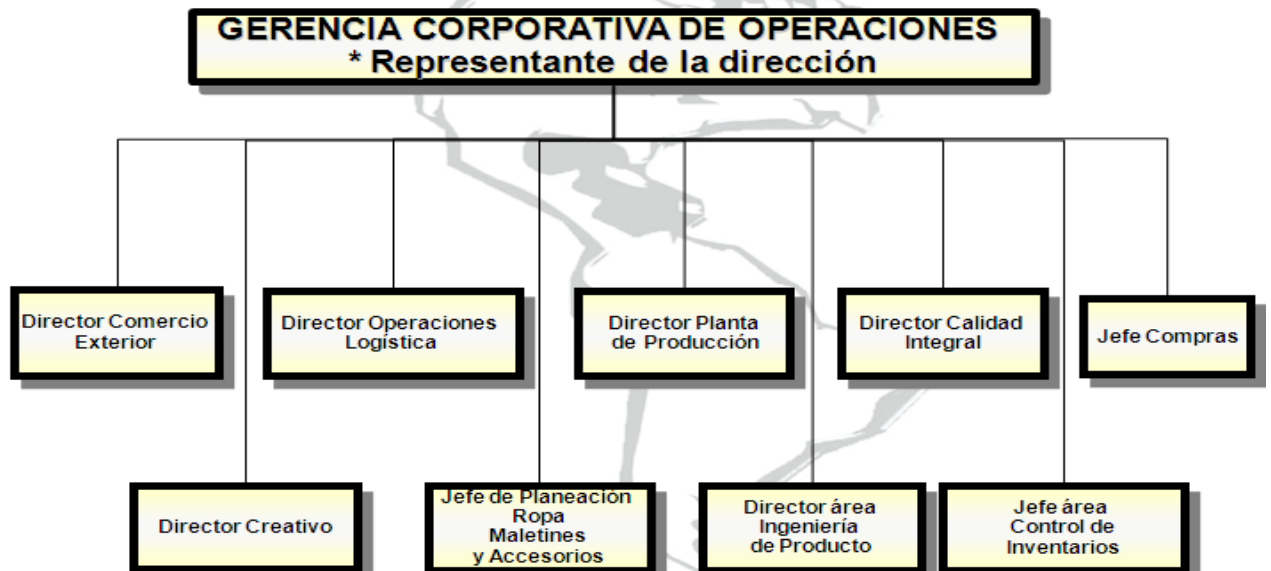 GERENCIA CORPORATIVA DE OPERACIONES
* Representante de la dirección
Director Comercio
Exterior
Director Operaciones
Logística
Director Planta
de Producción
Director Calidad
Integral
Jefe Compras
Director Creativo
Jefe de Planeación
Ropa
Maletines
y Accesorios
Director área
Ingeniería
de Producto
Jefe área
Control de
Inventarios